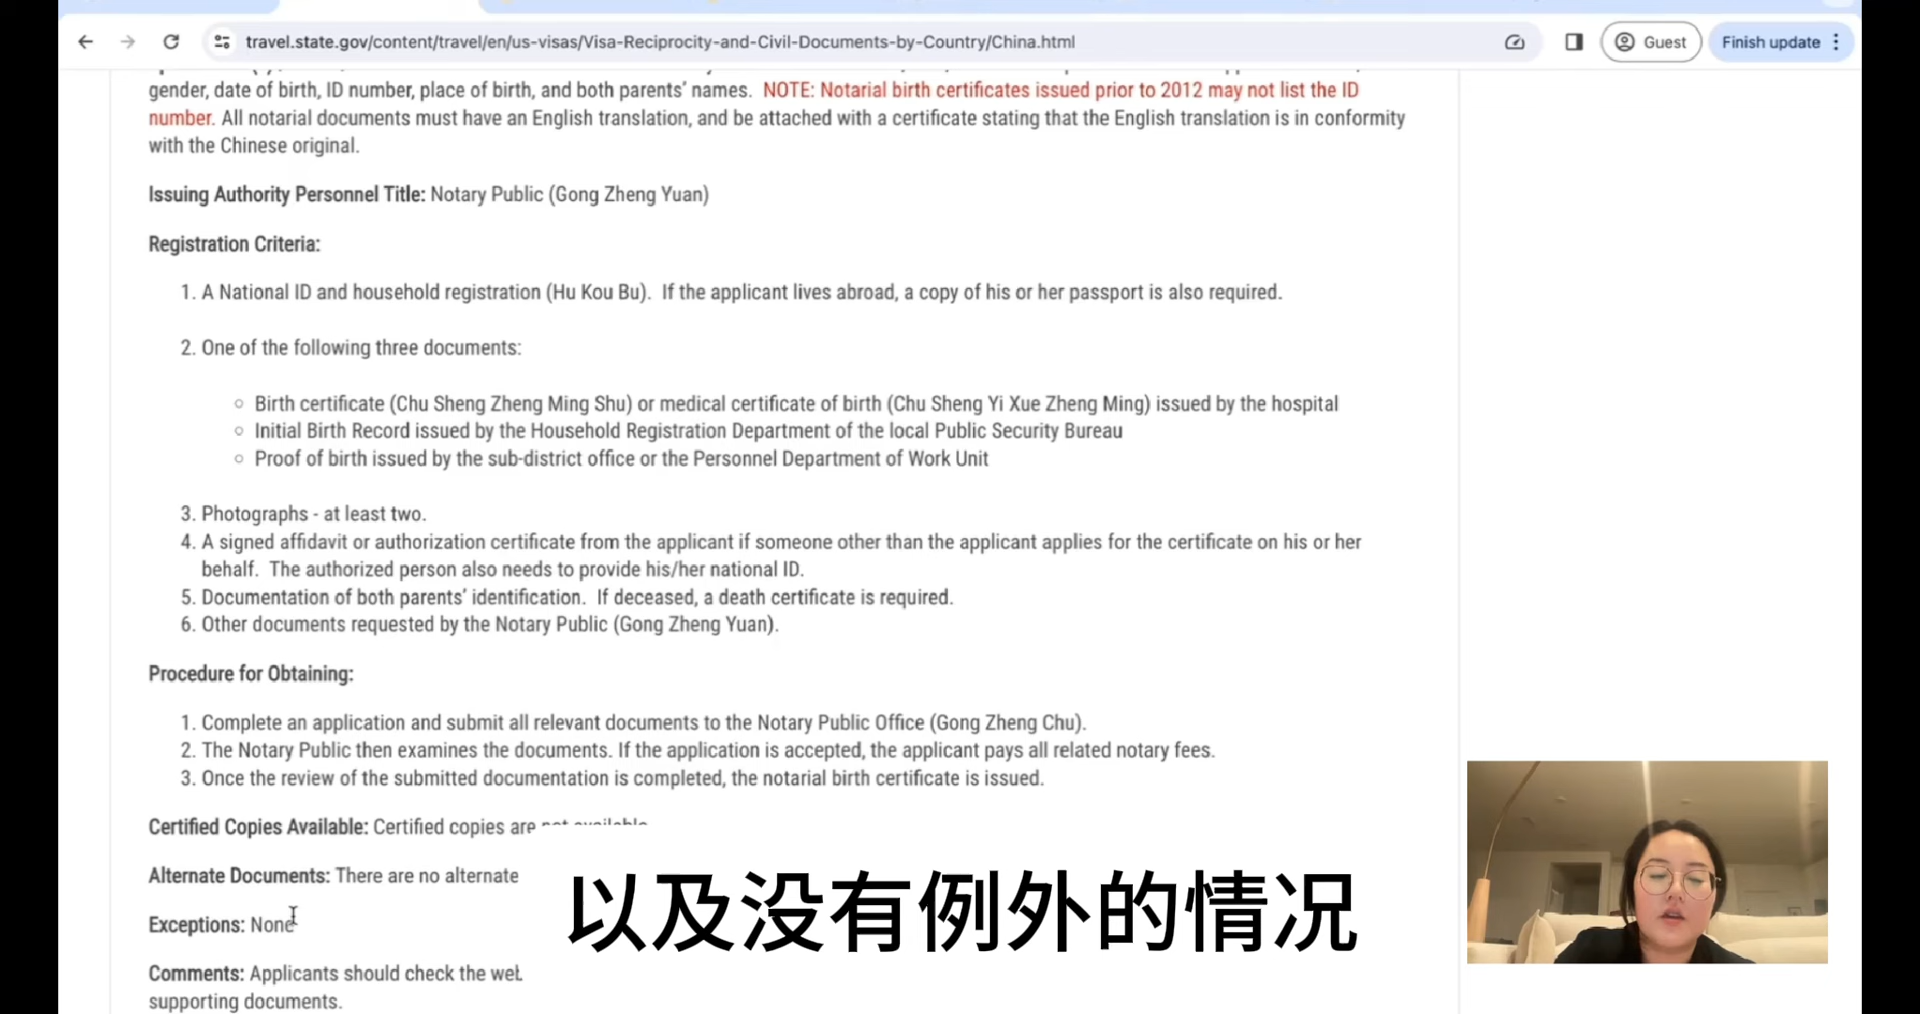 travel.state.gov/content/travel/en/us-visas/Visa-Reciprocity-and-Civil-Documents-by-Country/China.html
Guest
Finish update
gender, date of birth, ID number, place of birth, and both parents' names. NOTE: Notarial birth certificates issued prior to 2012 may not list the ID
number. All notarial documents must have an English translation, and be attached with a certificate stating that the English translation is in conformity
with the Chinese original.
Issuing Authority Personnel Title: Notary Public (Gong Zheng Yuan)
Registration Criteria:
1. A National ID and household registration (Hu Kou Bu). If the applicant lives abroad, a copy of his or her passport is also required.
2. One of the following three documents:
Birth certificate (Chu Sheng Zheng Ming Shu) or medical certificate of birth (Chu Sheng Yi Xue Zheng Ming) issued by the hospital
Initial Birth Record issued by the Household Registration Department of the local Public Security Bureau
Proof of birth issued by the sub-district office or the Personnel Department of Work Unit
3. Photographs - at least two.
4. A signed affidavit or authorization certificate from the applicant if someone other than the applicant applies for the certificate on his or her
behalf. The authorized person also needs to provide his/her national ID.
5. Documentation of both parents' identification. If deceased, a death certificate is required.
6. Other documents requested by the Notary Public (Gong Zheng Yuan).
Procedure for Obtaining:
1. Complete an application and submit all relevant documents to the Notary Public Office (Gong Zheng Chu).
2. The Notary Public then examines the documents. If the application is accepted, the applicant pays all related notary fees.
3. Once the review of the submitted documentation is completed, the notarial birth certificate is issued.
Certified Copies Available: Certified copies are not available
Alternate Documents: There are no alternate
Exceptions: None
Comments: Applicants should check the
supporting documents.
以及没有例外的情况